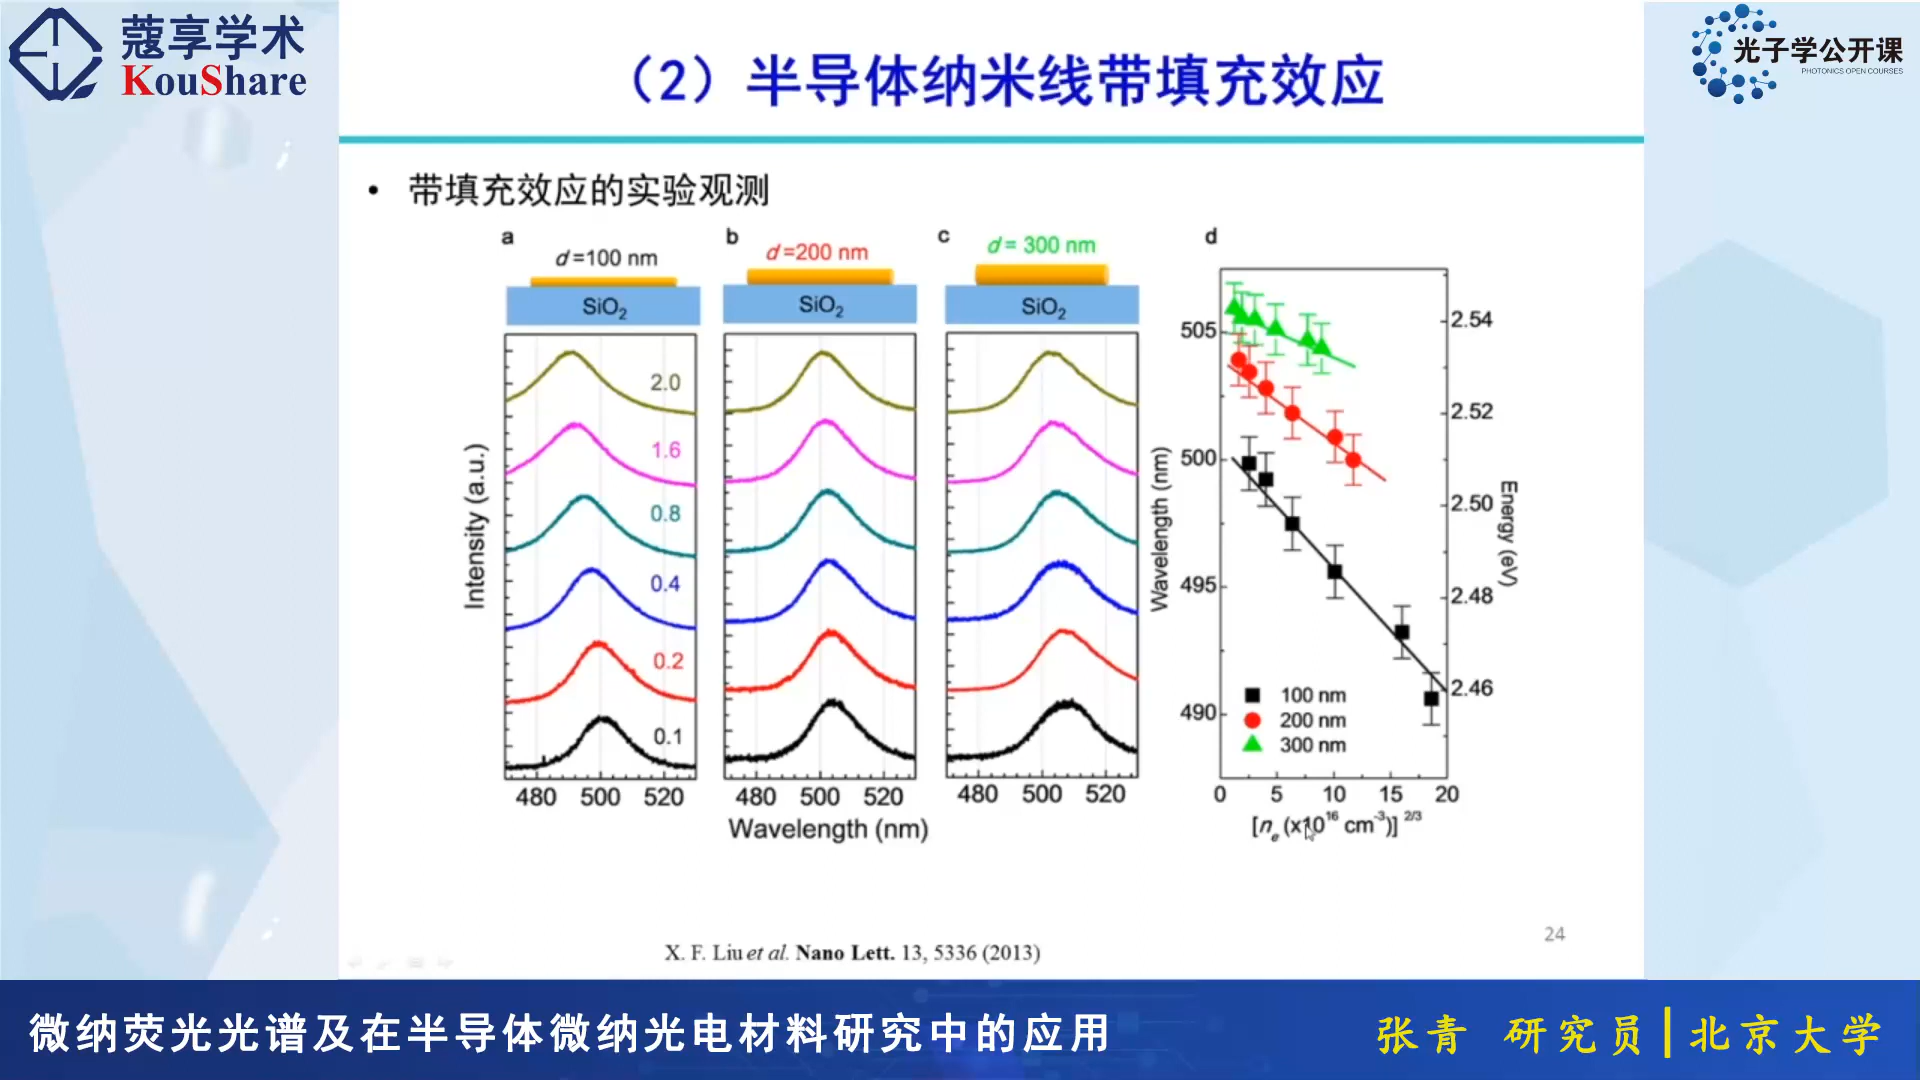 蔻享学术
KouShare
光子学公开课
PHOTONICS OPEN COURSES
（2）半导体纳米线带填充效应
• 带填充效应的实验观测
a
d=100 nm
SiO2
b
d=200 nm
SiO2
c
d= 300 nm
SiO2
d
Intensity (a.u.)
2.0
1.6
0.8
0.4
0.2
0.1
480 500 520
480 500 520
480 500 520
Wavelength (nm)
Wavelength (nm)
505
500
495
490
2.54
2.52
2.50
2.48
2.46
Energy (eV)
100 nm
200 nm
300 nm
0 5 10 15 20
[ne (x10^16 cm^-3)]^2/3
X. F. Liu et al. Nano Lett. 13, 5336 (2013)
24
微纳荧光光谱及在半导体微纳光电材料研究中的应用
张青 研究员|北京大学